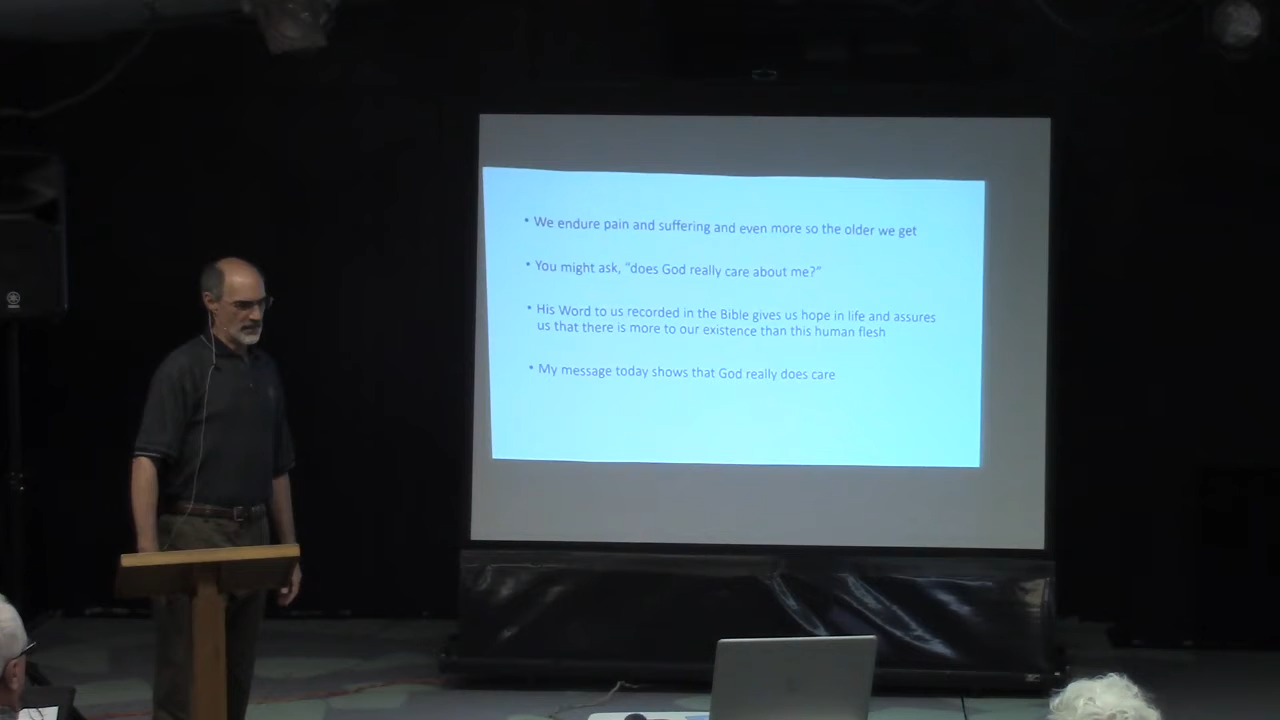 • We endure pain and suffering and even more so the older we get
• You might ask, “does God really care about me?”
• His Word to us recorded in the Bible gives us hope in life and assures
us that there is more to our existence than this human flesh
• My message today shows that God really does care